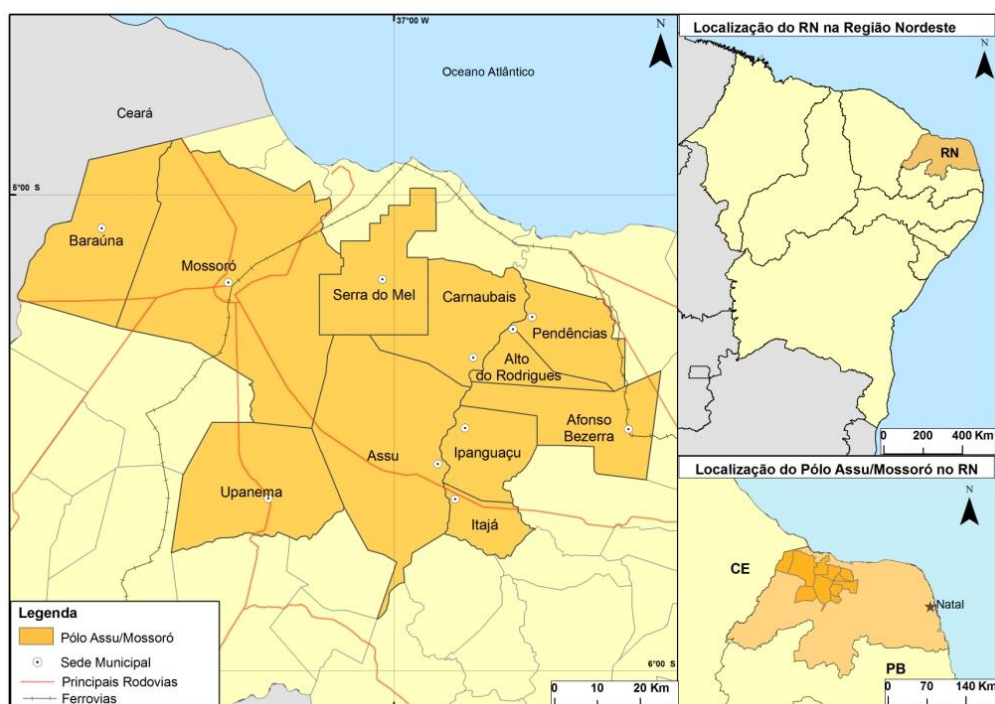 37°00 W
N
Oceano Atlântico
Ceará
5°00 S
Baraúna
Mossoró
Serra do Mel
Carnaubais
Pendências
Alto
do Rodrigues
Afonso
Bezerra
Ipanguaçu
Assu
Upanema
Itajá
6°00 S
Legenda
Pólo Assu/Mossoró
Sede Municipal
Principais Rodovias
Ferrovias
0 10 20 Km
Localização do RN na Região Nordeste
N
RN
0 200 400 Km
Localização do Pólo Assu/Mossoró no RN
N
CE
Natal
PB
0 70 140 Km